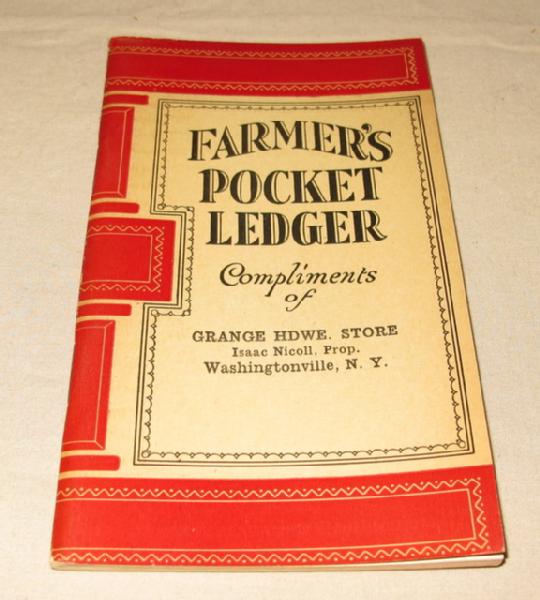 FARMER'S
POCKET
LEDGER
Compliments
of
GRANGE HDWE. STORE
Isaac Nicoll, Prop.
Washingtonville, N. Y.